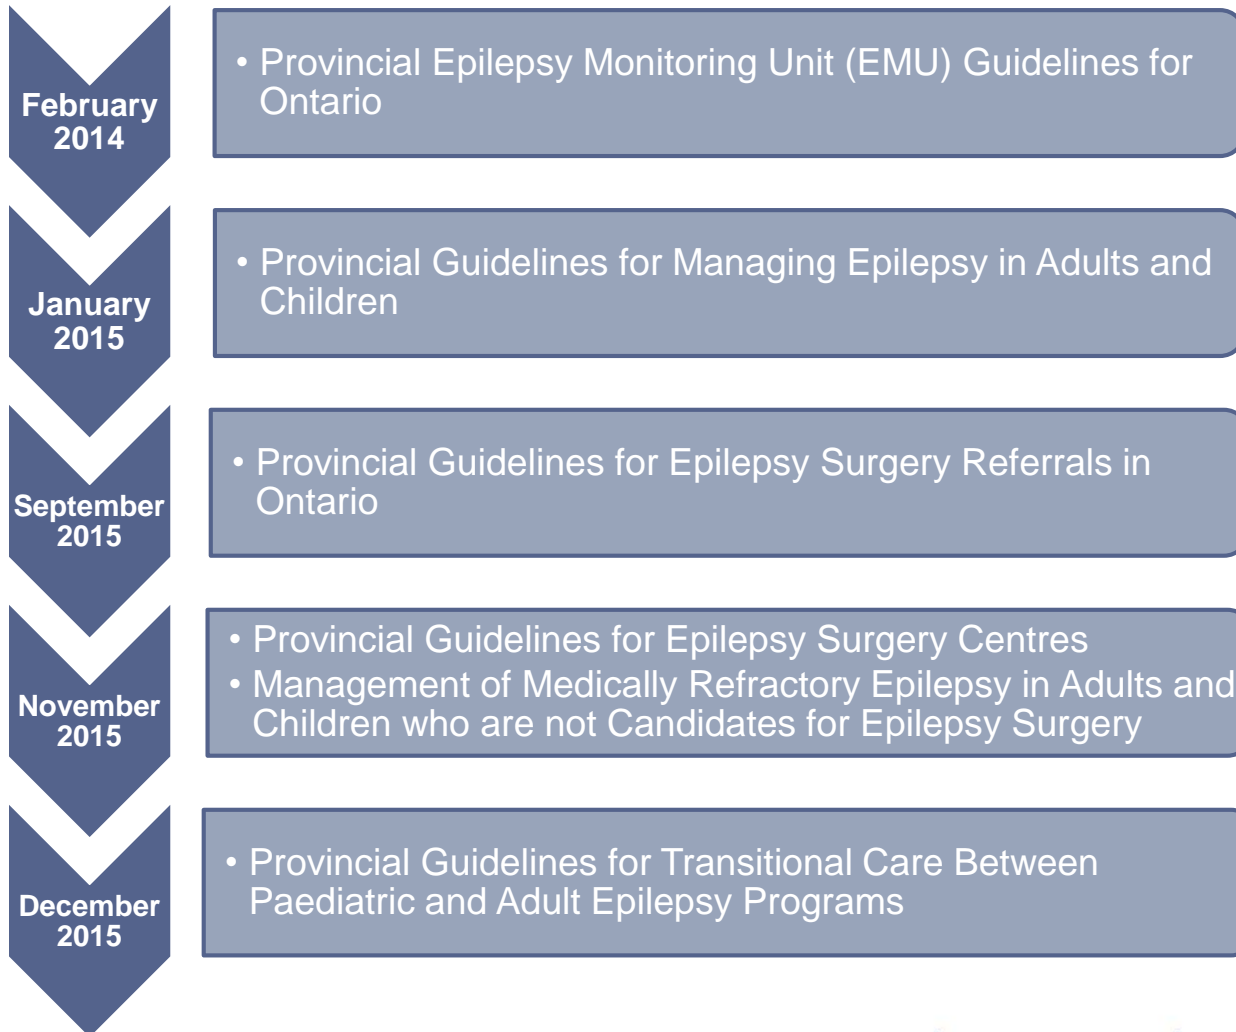 February
2014
• Provincial Epilepsy Monitoring Unit (EMU) Guidelines for
Ontario
January
2015
• Provincial Guidelines for Managing Epilepsy in Adults and
Children
September
2015
• Provincial Guidelines for Epilepsy Surgery Referrals in
Ontario
November
2015
• Provincial Guidelines for Epilepsy Surgery Centres
• Management of Medically Refractory Epilepsy in Adults and
Children who are not Candidates for Epilepsy Surgery
December
2015
• Provincial Guidelines for Transitional Care Between
Paediatric and Adult Epilepsy Programs